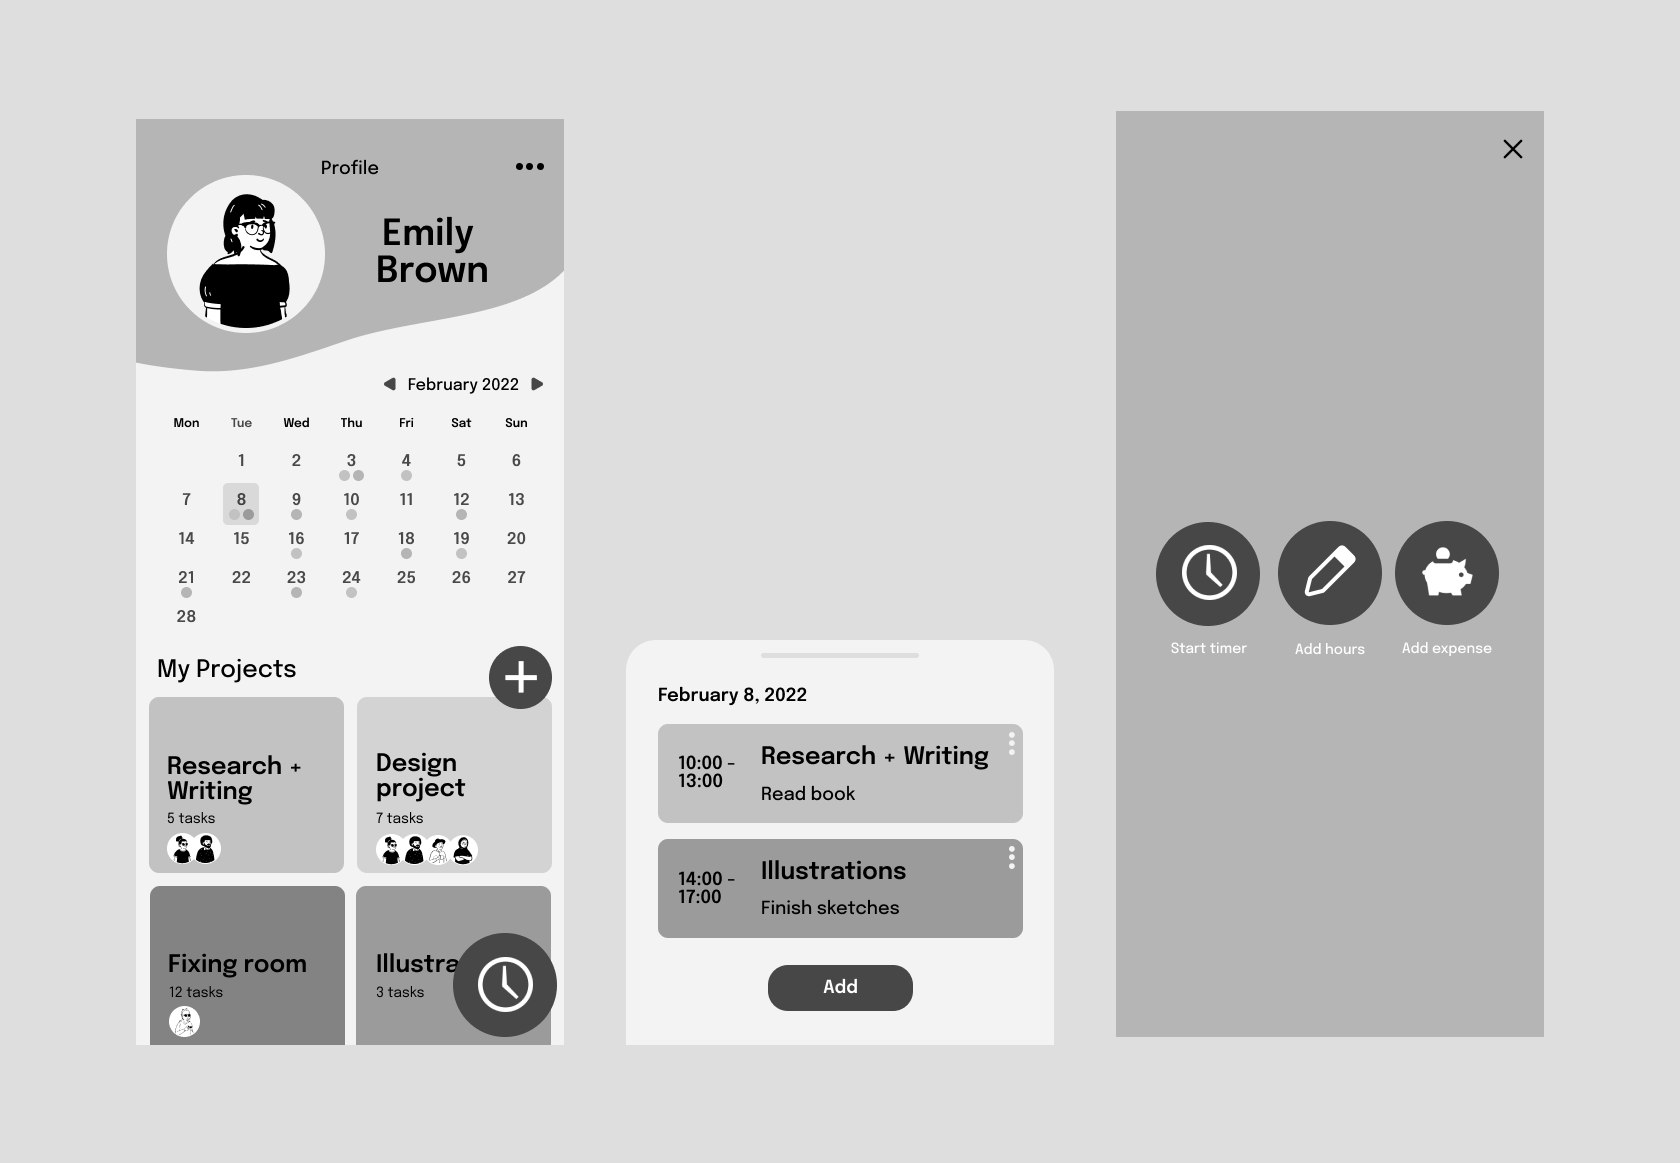 Profile
Emily
Brown
February 2022
Mon Tue Wed Thu Fri Sat Sun
1 2 3 4 5 6
7 8 9 10 11 12 13
14 15 16 17 18 19 20
21 22 23 24 25 26 27
28
My Projects
Research +
Writing
5 tasks
Design
project
7 tasks
Fixing room
12 tasks
Illustra
3 tasks
February 8, 2022
10:00 –
13:00
Research + Writing
Read book
14:00 –
17:00
Illustrations
Finish sketches
Add
Start timer
Add hours
Add expense